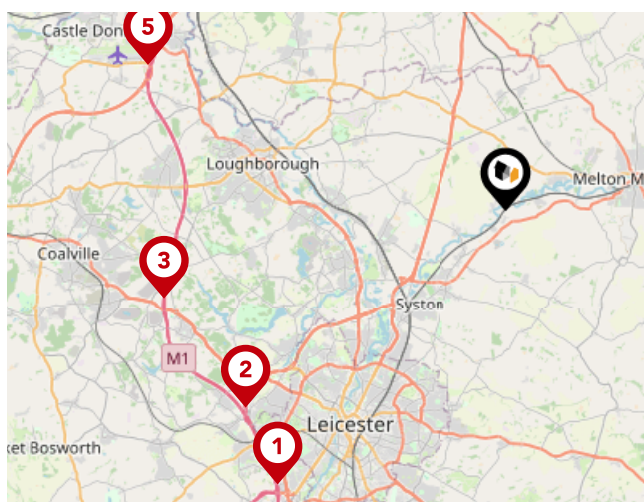 5
Castle Don
Loughborough
Melton M
3
Coalville
Syston
M1
2
Leicester
1
ket Bosworth